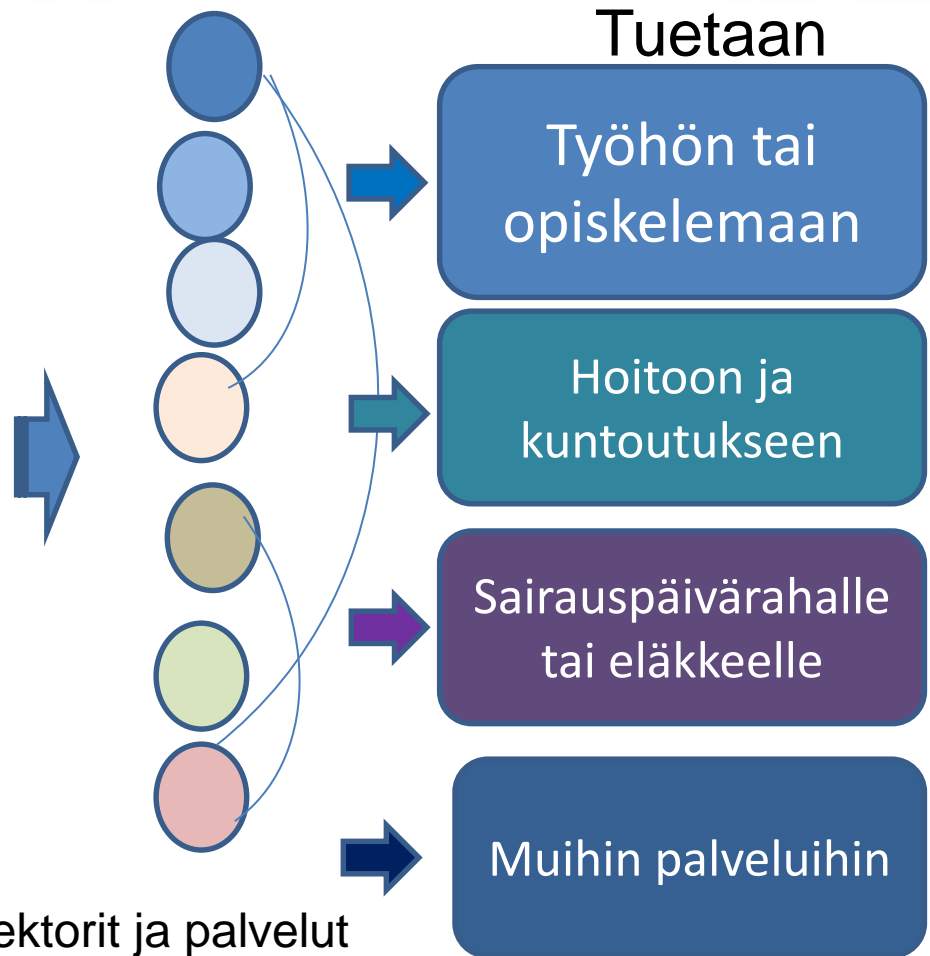 Tuetaan
Työhön tai
opiskelemaan
Hoitoon ja
kuntoutukseen
Sairauspäivärahalle
tai eläkkeelle
Muihin palveluihin
ektorit ja palvelut